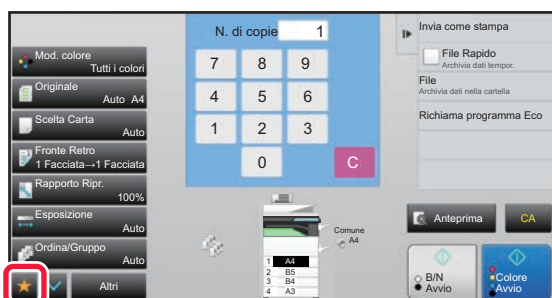 N. di copie 1
Mod. colore
Tutti i colori
Originale
Auto A4
Scelta Carta
Auto
Fronte Retro
1 Facciata→1 Facciata
Rapporto Ripr.
100%
Esposizione
Auto
Ordina/Gruppo
Auto
Altri
7 8 9
4 5 6
1 2 3
0 C
Comune
A4
1 A4
2 B5
3 B4
4 A3
Invia come stampa
File Rapido
Archivia dati tempor.
File
Archivia dati nella cartella
Richiama programma Eco
Anteprima
CA
B/N
Avvio
Colore
Avvio